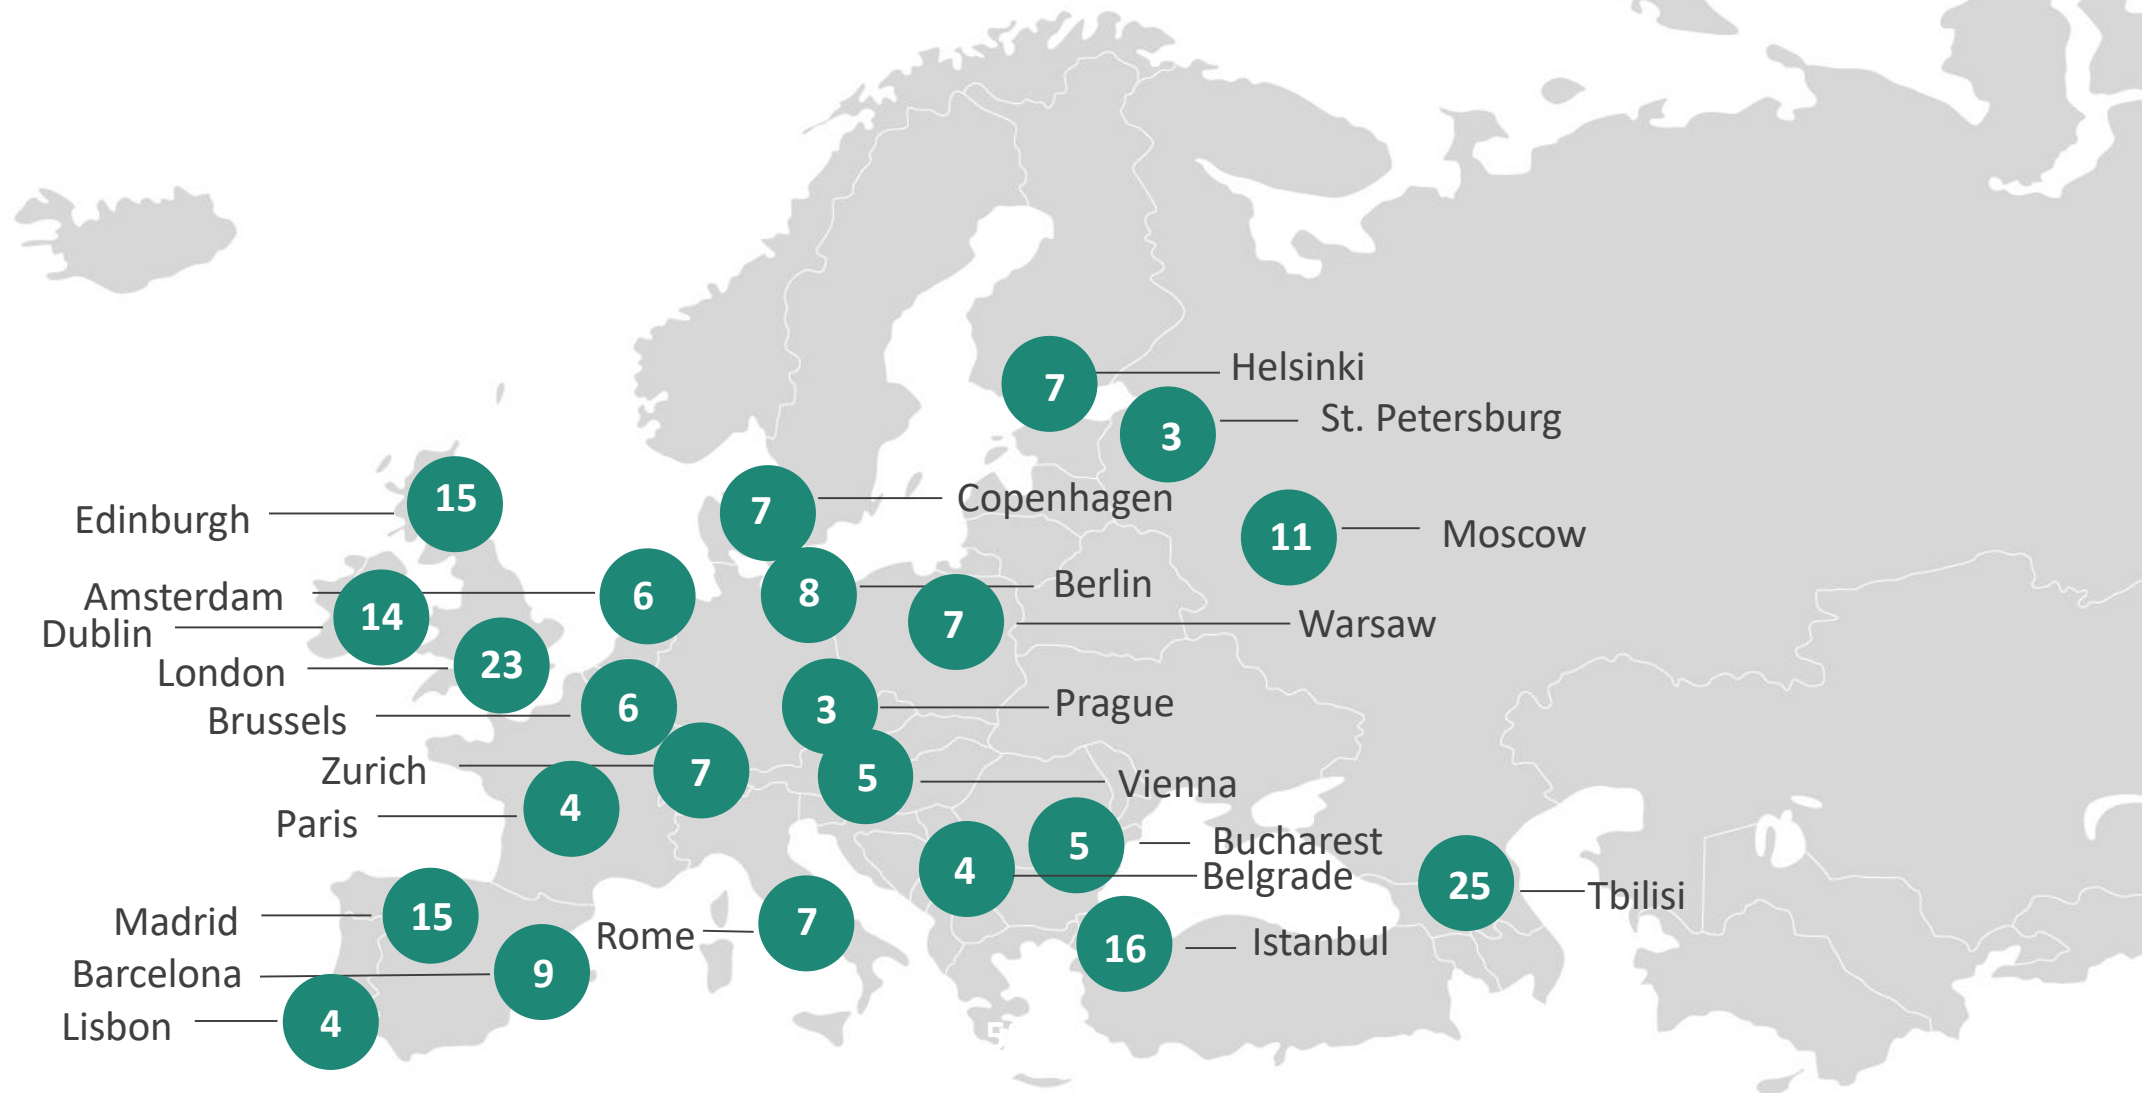 7
Helsinki
3
St. Petersburg
15
Edinburgh
7
Copenhagen
11
Moscow
Amsterdam
6
8
Berlin
14
Dublin
7
Warsaw
23
London
6
Brussels
3
Prague
Zurich
7
5
Vienna
4
Paris
5
Bucharest
4
Belgrade
25
Tbilisi
15
Madrid
7
Rome
16
Istanbul
9
Barcelona
4
Lisbon